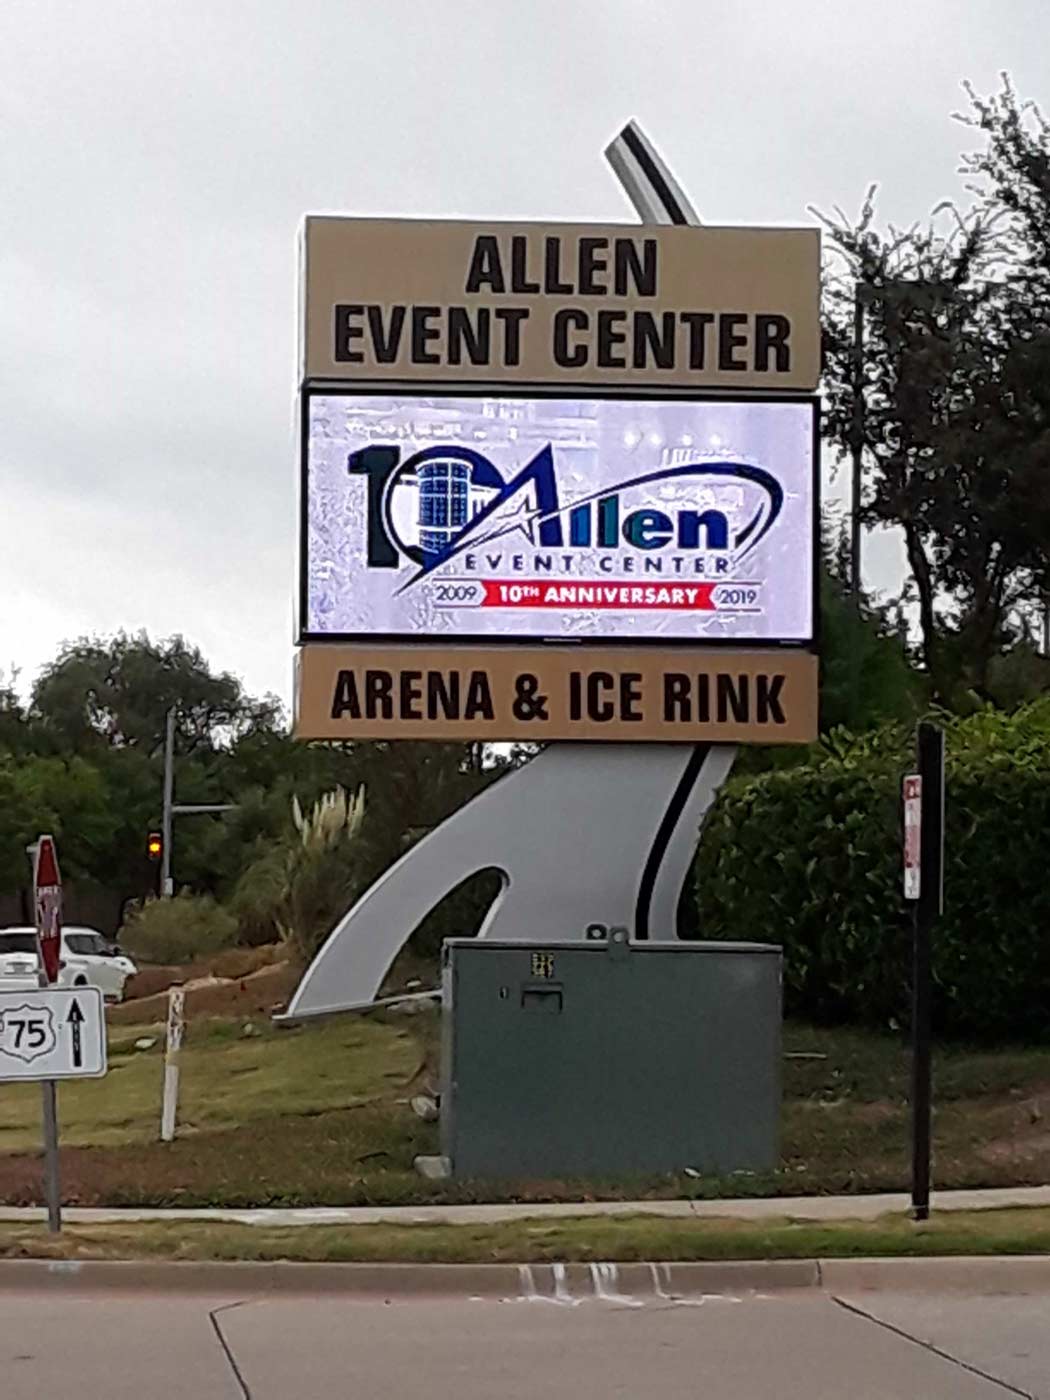 ALLEN
EVENT CENTER
10 Allen
EVENT CENTER
2009 10TH ANNIVERSARY 2019
ARENA & ICE RINK
75